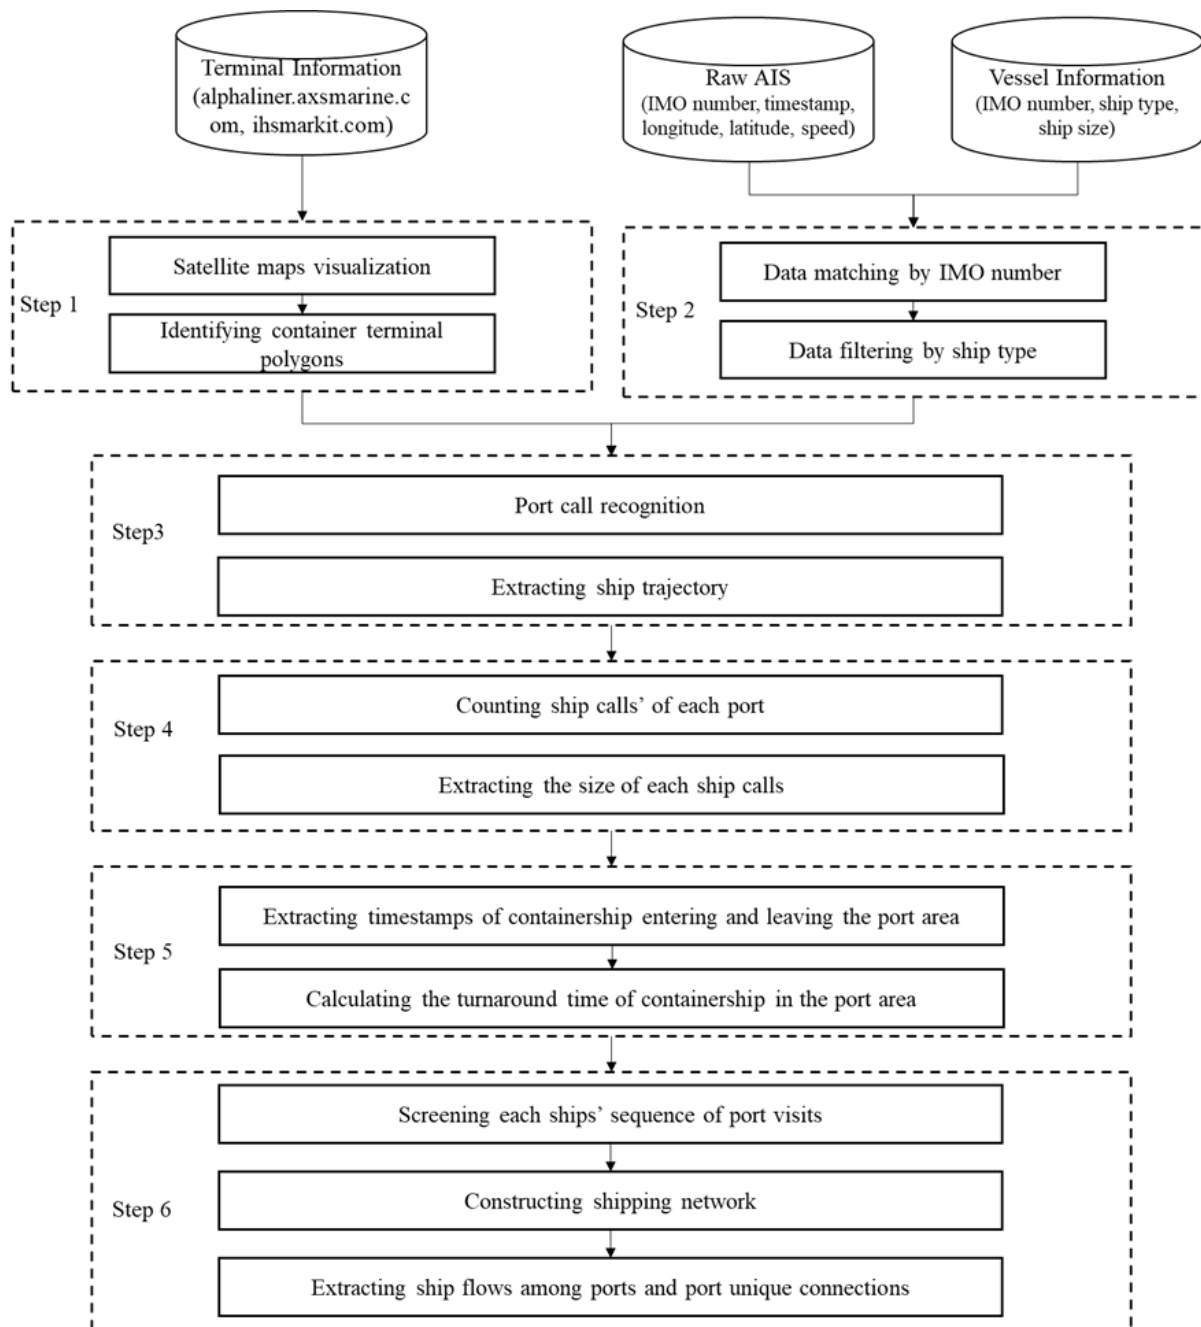 Terminal Information
(alphaliner.axsmarine.c
om, ihsmarkit.com)
Raw AIS
(IMO number, timestamp,
longitude, latitude, speed)
Vessel Information
(IMO number, ship type,
ship size)
Step 1
Satellite maps visualization
Identifying container terminal
polygons
Step 2
Data matching by IMO number
Data filtering by ship type
Step3
Port call recognition
Extracting ship trajectory
Step 4
Counting ship calls’ of each port
Extracting the size of each ship calls
Step 5
Extracting timestamps of containership entering and leaving the port area
Calculating the turnaround time of containership in the port area
Step 6
Screening each ships’ sequence of port visits
Constructing shipping network
Extracting ship flows among ports and port unique connections